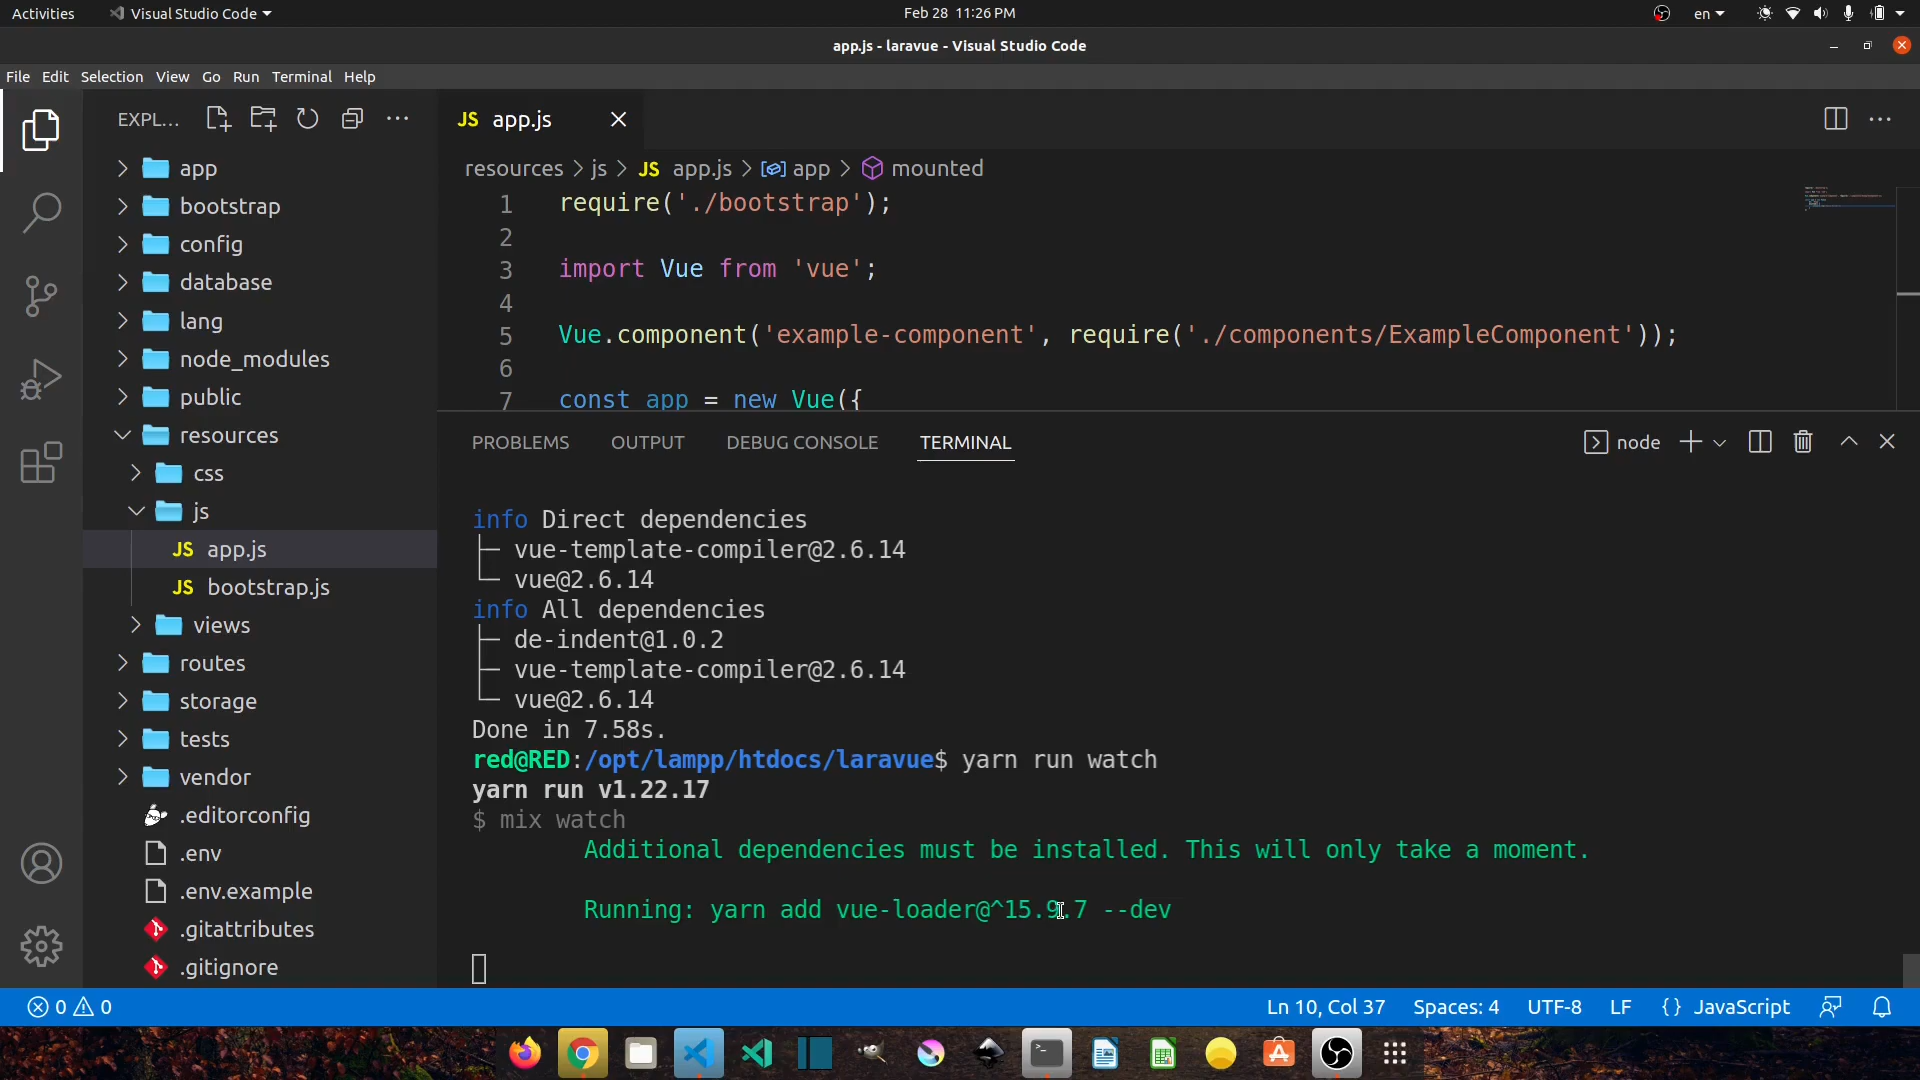 Activities Visual Studio Code Feb 28 11:26 PM en
app.js - laravue - Visual Studio Code
File Edit Selection View Go Run Terminal Help
EXPL... JS app.js
app
bootstrap
config
database
lang
node_modules
public
resources
css
js
JS app.js
JS bootstrap.js
views
routes
storage
tests
vendor
.editorconfig
.env
.env.example
.gitattributes
.gitignore
resources > js > JS app.js > app > mounted
1 require('./bootstrap');
2
3 import Vue from 'vue';
4
5 Vue.component('example-component', require('./components/ExampleComponent'));
6
7 const app = new Vue({
PROBLEMS OUTPUT DEBUG CONSOLE TERMINAL node
info Direct dependencies
├─ vue-template-compiler@2.6.14
└─ vue@2.6.14
info All dependencies
├─ de-indent@1.0.2
├─ vue-template-compiler@2.6.14
└─ vue@2.6.14
Done in 7.58s.
red@RED:/opt/lampp/htdocs/laravue$ yarn run watch
yarn run v1.22.17
$ mix watch
Additional dependencies must be installed. This will only take a moment.
Running: yarn add vue-loader@^15.9.7 --dev
0 0 Ln 10, Col 37 Spaces: 4 UTF-8 LF {} JavaScript